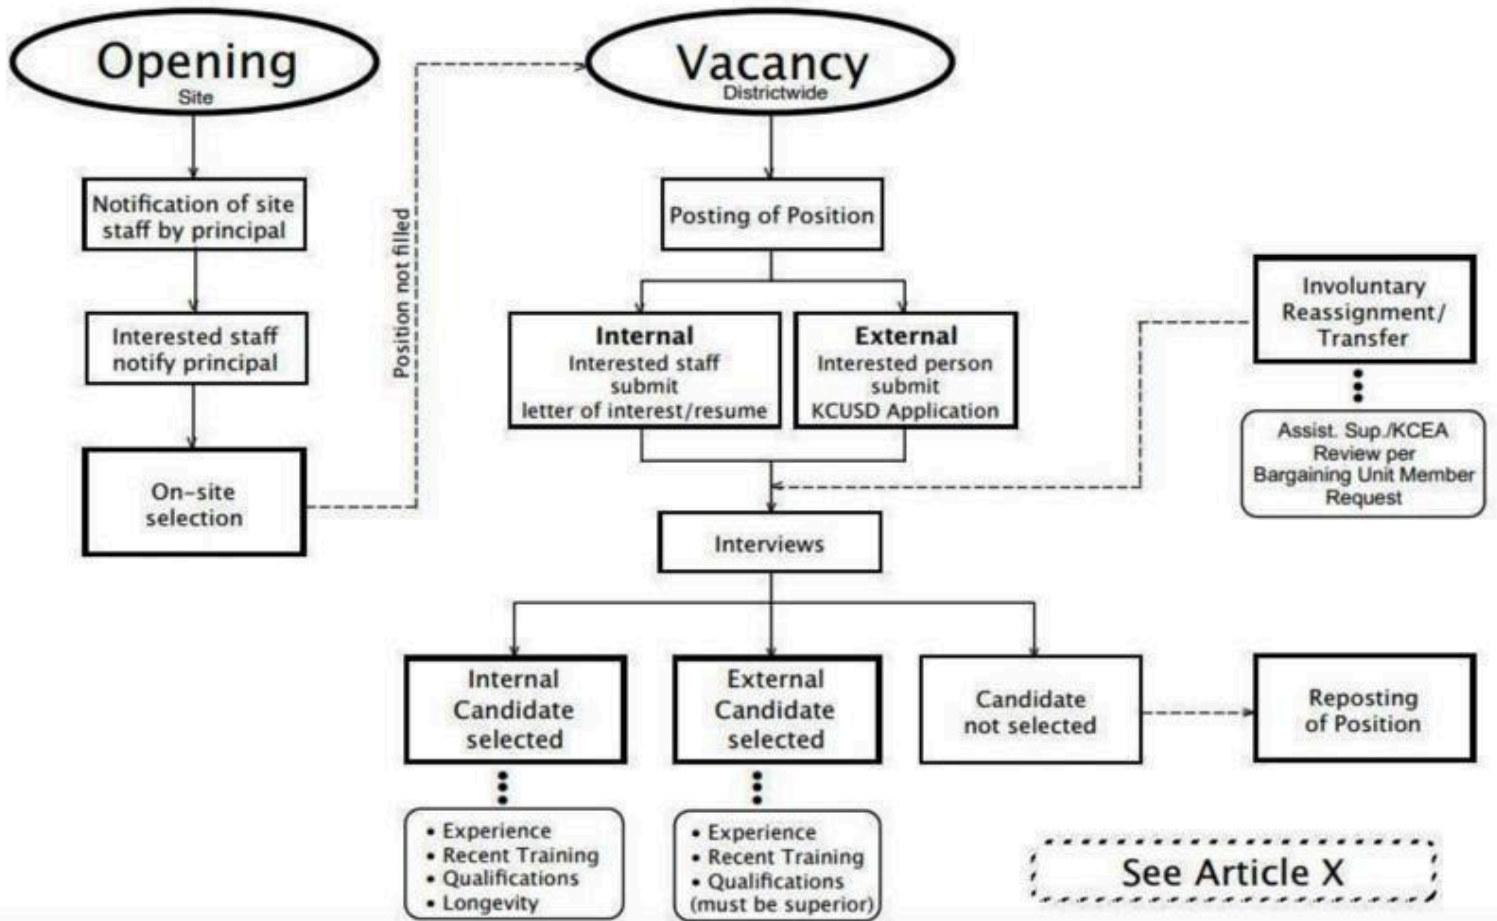 Opening
Site
Vacancy
Districtwide
Notification of site
staff by principal
Interested staff
notify principal
On-site
selection
Position not filled
Posting of Position
Internal
Interested staff
submit
letter of interest/resume
External
Interested person
submit
KCUSD Application
Involuntary
Reassignment/
Transfer
Assist. Sup./KCEA
Review per
Bargaining Unit Member
Request
Interviews
Internal
Candidate
selected
External
Candidate
selected
Candidate
not selected
Reposting
of Position
• Experience
• Recent Training
• Qualifications
• Longevity
• Experience
• Recent Training
• Qualifications
(must be superior)
See Article X